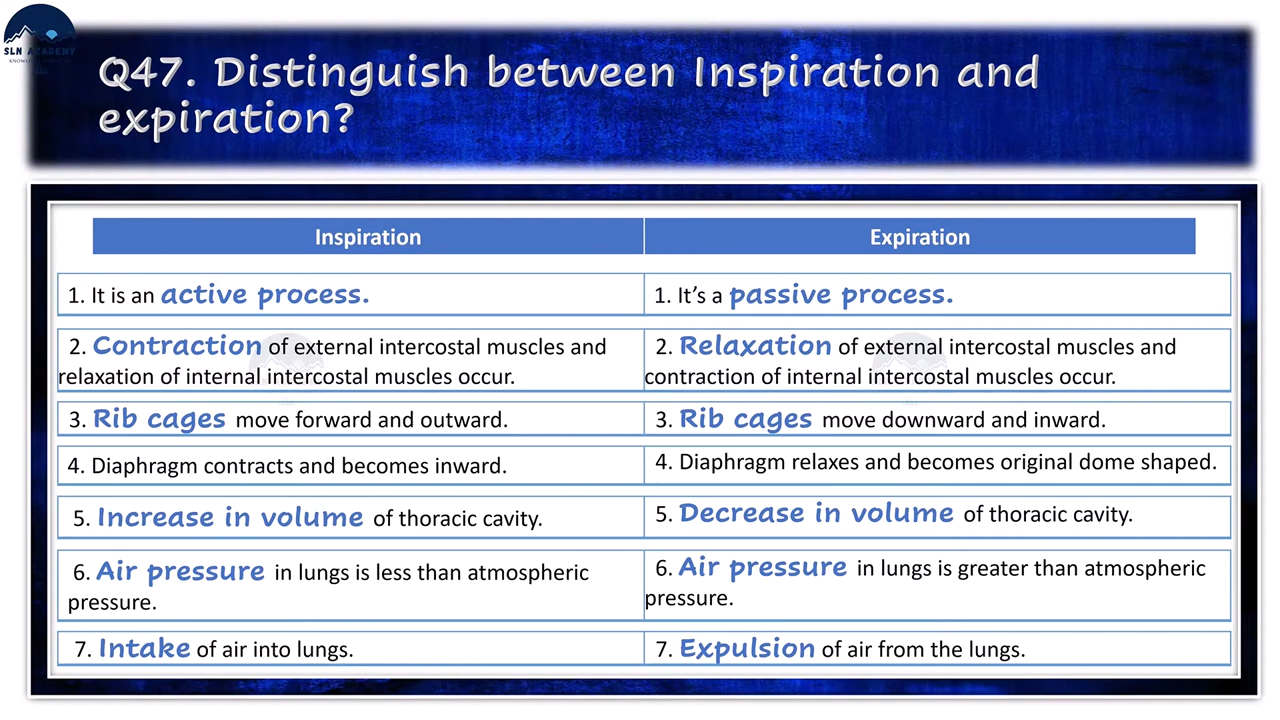 SLN ACADEMY
Q47. Distinguish between Inspiration and
expiration?
Inspiration
Expiration
1. It is an active process.
1. It’s a passive process.
2. Contraction of external intercostal muscles and
relaxation of internal intercostal muscles occur.
2. Relaxation of external intercostal muscles and
contraction of internal intercostal muscles occur.
3. Rib cages move forward and outward.
3. Rib cages move downward and inward.
4. Diaphragm contracts and becomes inward.
4. Diaphragm relaxes and becomes original dome shaped.
5. Increase in volume of thoracic cavity.
5. Decrease in volume of thoracic cavity.
6. Air pressure in lungs is less than atmospheric
pressure.
6. Air pressure in lungs is greater than atmospheric
pressure.
7. Intake of air into lungs.
7. Expulsion of air from the lungs.